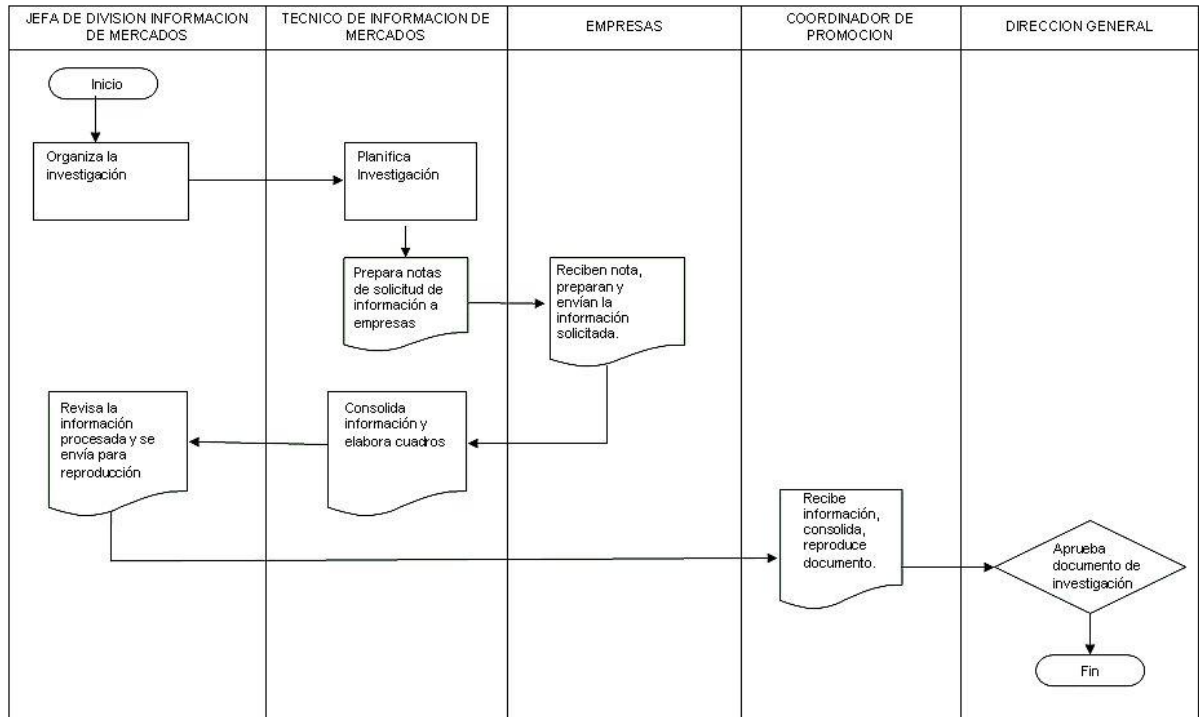 JEFA DE DIVISION INFORMACION
DE MERCADOS
TECNICO DE INFORMACION DE
MERCADOS
EMPRESAS
COORDINADOR DE
PROMOCION
DIRECCION GENERAL
Inicio
Organiza la
investigación
Planifica
Investigación
Prepara notas
de solicitud de
información a
empresas
Reciben nota,
preparan y
envían la
información
solicitada.
Consolida
información y
elabora cuadros
Revisa la
información
procesada y se
envía para
reproducción
Recibe
información,
consolida,
reproduce
documento.
Aprueba
documento de
investigación
Fin